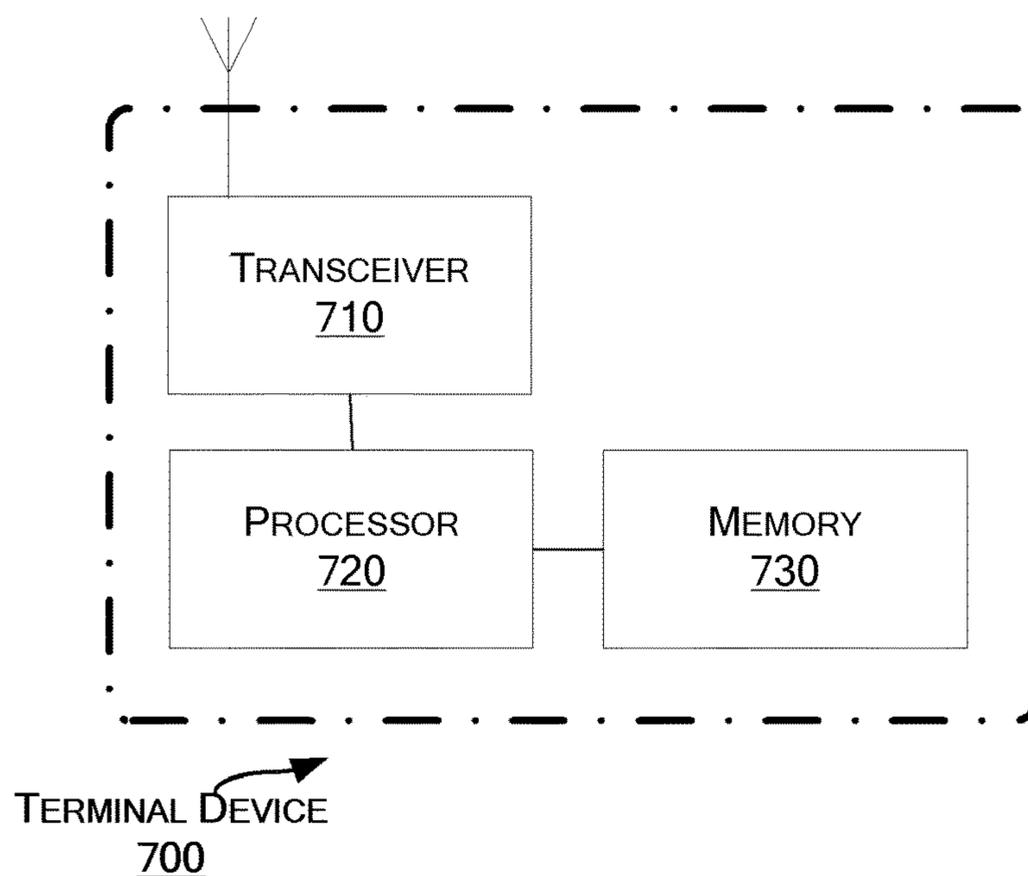 TRANSCEIVER
710
PROCESSOR
720
MEMORY
730
TERMINAL DEVICE
700